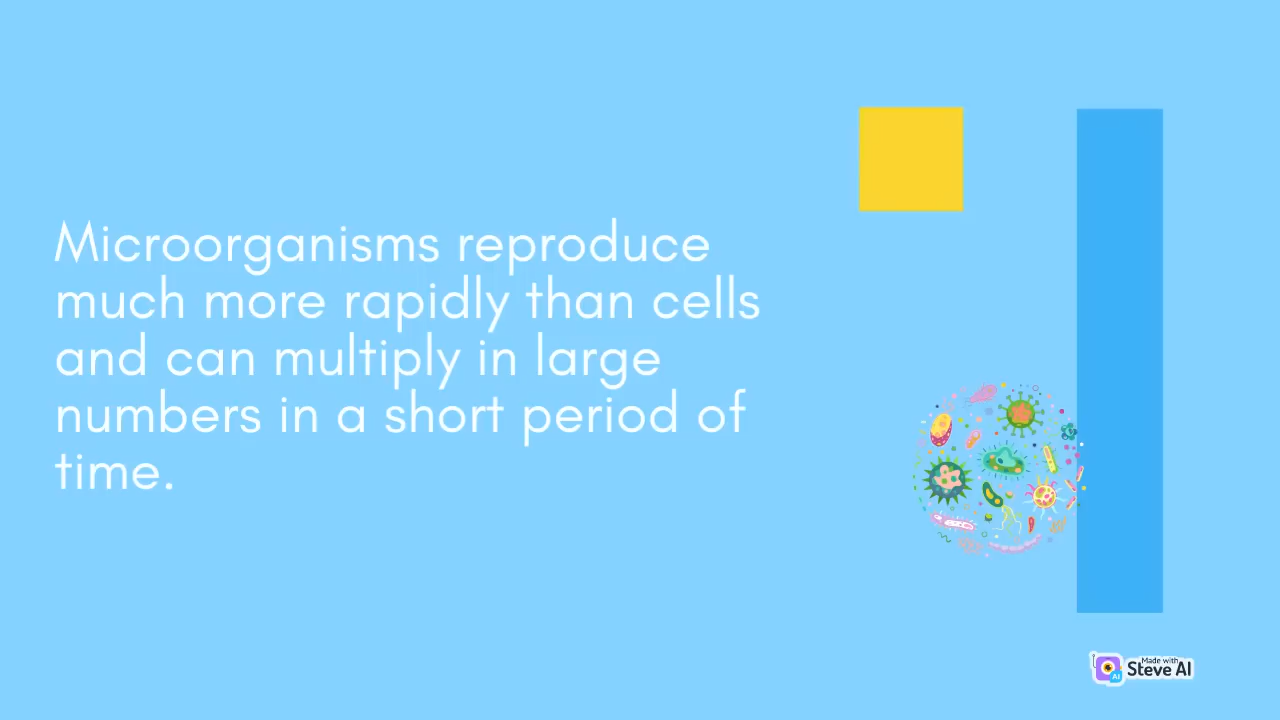 Microorganisms reproduce
much more rapidly than cells
and can multiply in large
numbers in a short period of
time.
Made with
Steve AI
AI